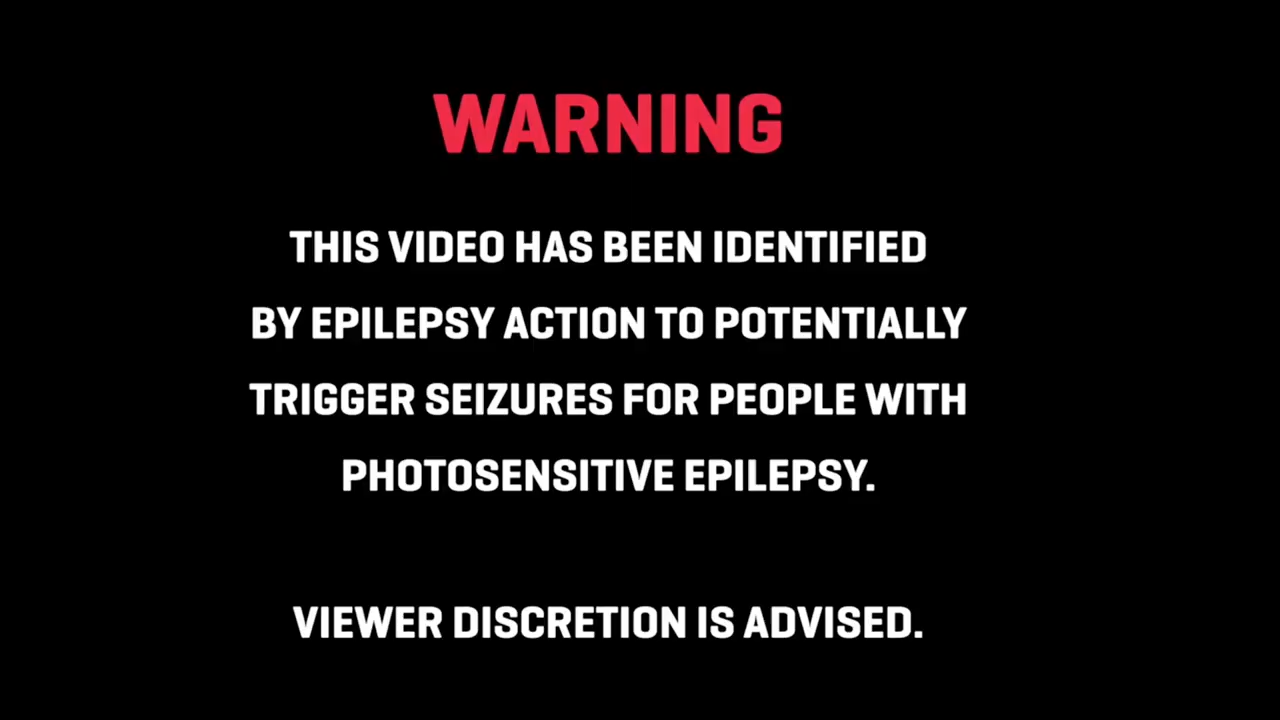 WARNING
THIS VIDEO HAS BEEN IDENTIFIED
BY EPILEPSY ACTION TO POTENTIALLY
TRIGGER SEIZURES FOR PEOPLE WITH
PHOTOSENSITIVE EPILEPSY.
VIEWER DISCRETION IS ADVISED.